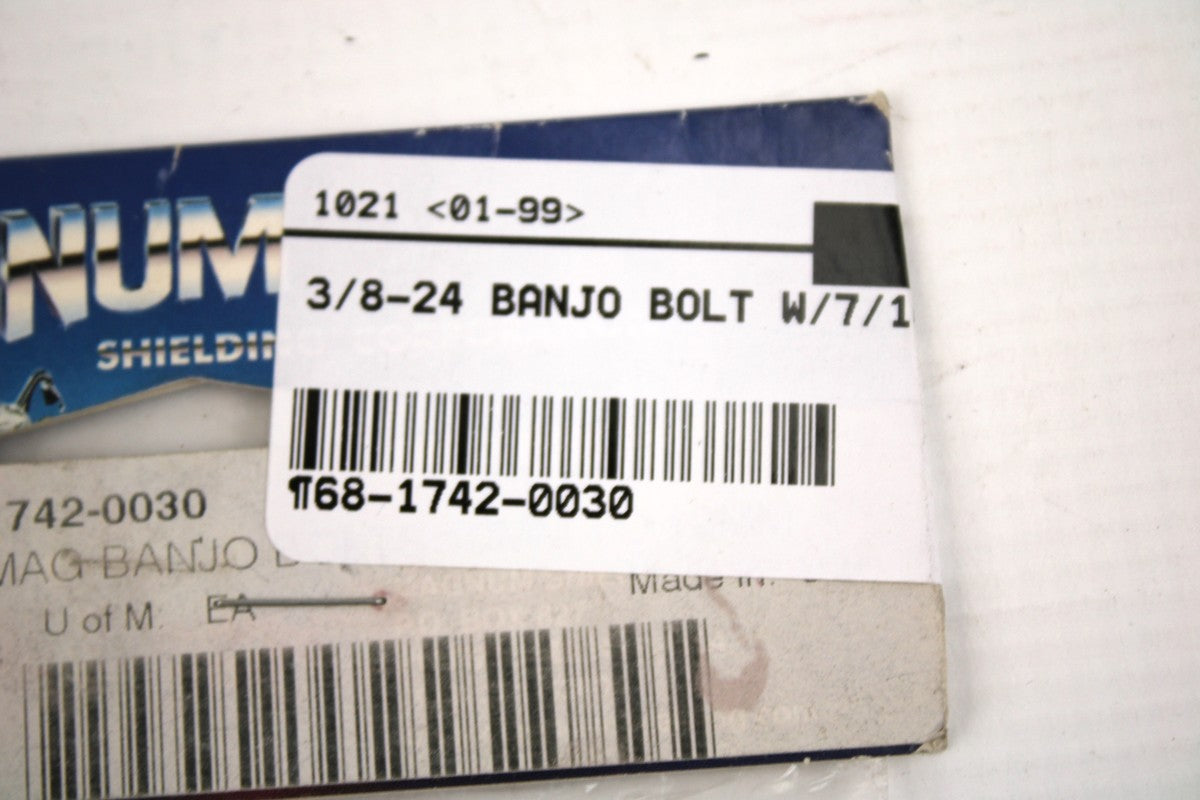 1021 <01-99>
NUM
SHIELDIN
3/8-24 BANJO BOLT W/7/1
¶68-1742-0030
742-0030
MAG BANJO
Made in:
U of M: EA